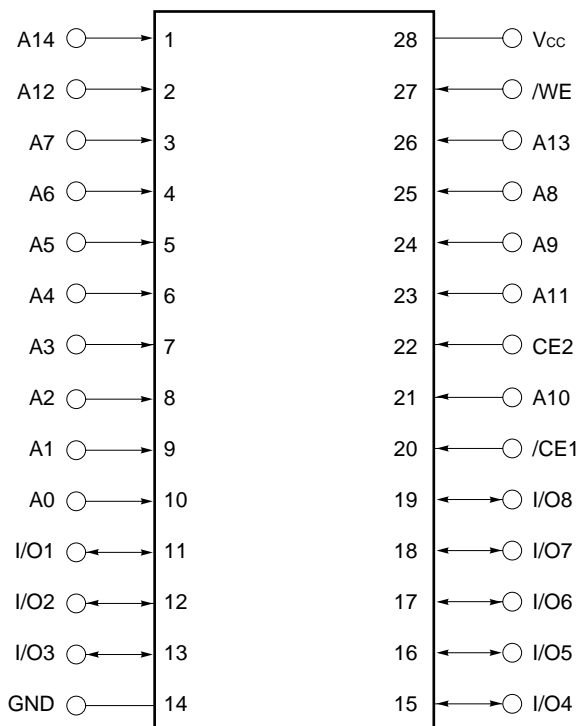 A14 1 28 Vcc
A12 2 27 /WE
A7 3 26 A13
A6 4 25 A8
A5 5 24 A9
A4 6 23 A11
A3 7 22 CE2
A2 8 21 A10
A1 9 20 /CE1
A0 10 19 I/O8
I/O1 11 18 I/O7
I/O2 12 17 I/O6
I/O3 13 16 I/O5
GND 14 15 I/O4